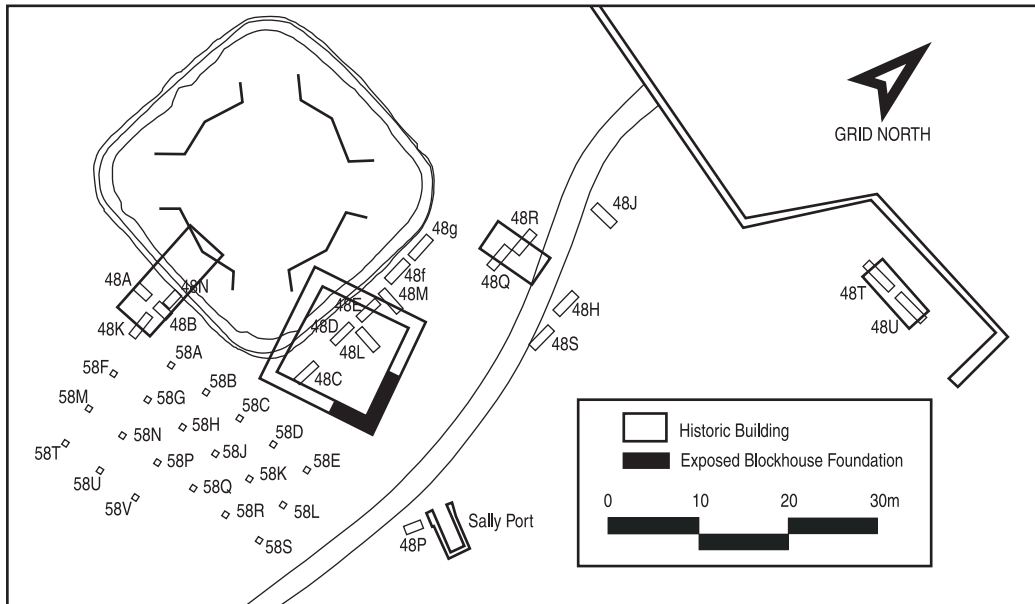 GRID NORTH
48J
48R
48g
48f
48Q
48A
48N
48E
48M
48T
48H
48K
48B
48D
48U
48S
48L
58A
58F
48C
58B
58M
58G
58C
Historic Building
58H
58D
58N
58T
58J
Exposed Blockhouse Foundation
58P
58K
58E
58U
58Q
0 10 20 30m
58V
58R
58L
Sally Port
58S
48P